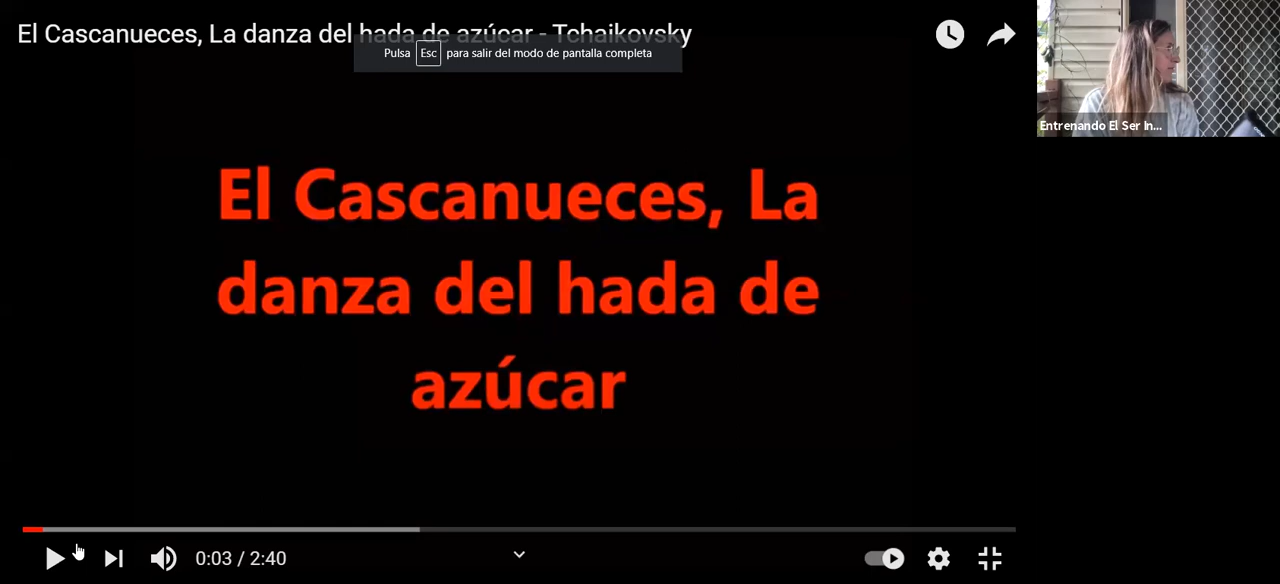 El Cascanueces, La danza del hada de azúcar - Tchaikovsky
Pulsa Esc para salir del modo de pantalla completa
Entrenando El Ser In...
El Cascanueces, La
danza del hada de
azúcar
0:03 / 2:40